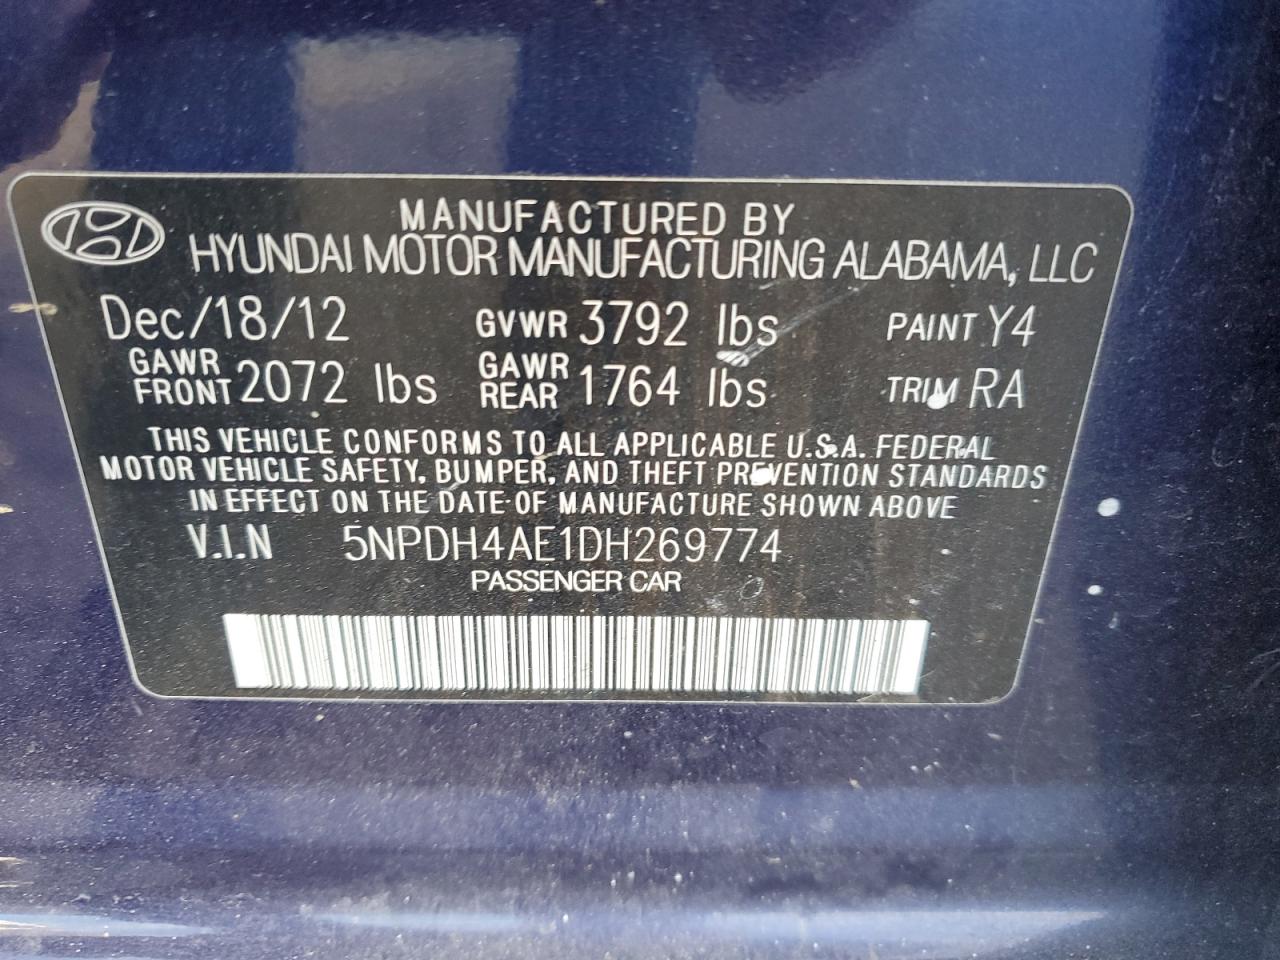 MANUFACTURED BY
HYUNDAI MOTOR MANUFACTURING ALABAMA, LLC
Dec/18/12 GVWR 3792 lbs PAINT Y4
GAWR FRONT 2072 lbs GAWR REAR 1764 lbs TRIM RA
THIS VEHICLE CONFORMS TO ALL APPLICABLE U.S.A. FEDERAL
MOTOR VEHICLE SAFETY, BUMPER, AND THEFT PREVENTION STANDARDS
IN EFFECT ON THE DATE OF MANUFACTURE SHOWN ABOVE
V.I.N 5NPDH4AE1DH269774
PASSENGER CAR